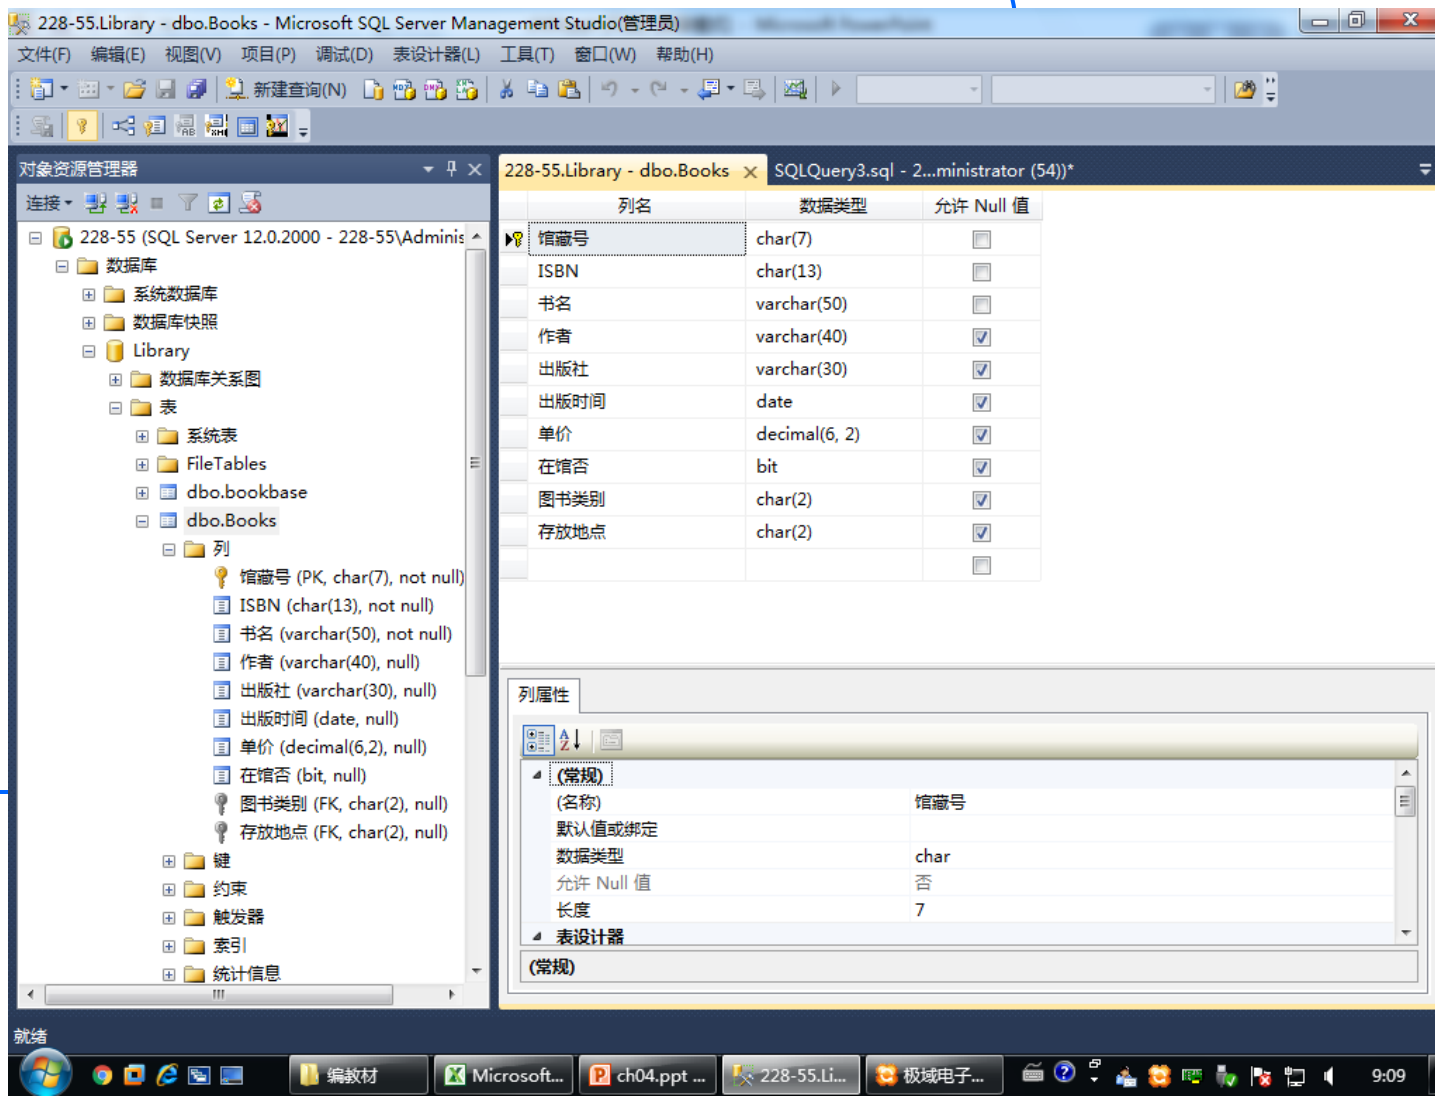 228-55.Library - dbo.Books - Microsoft SQL Server Management Studio(管理员)
文件(F) 编辑(E) 视图(V) 项目(P) 调试(D) 表设计器(L) 工具(T) 窗口(W) 帮助(H)
新建查询(N)
对象资源管理器
228-55.Library - dbo.Books SQLQuery3.sql - 2...ministrator (54))*
连接
列名 数据类型 允许 Null 值
228-55 (SQL Server 12.0.2000 - 228-55\Adminis
数据库
系统数据库
数据库快照
Library
数据库关系图
表
系统表
FileTables
dbo.bookbase
dbo.Books
列
馆藏号 (PK, char(7), not null)
ISBN (char(13), not null)
书名 (varchar(50), not null)
作者 (varchar(40), null)
出版社 (varchar(30), null)
出版时间 (date, null)
单价 (decimal(6,2), null)
在馆否 (bit, null)
图书类别 (FK, char(2), null)
存放地点 (FK, char(2), null)
键
约束
触发器
索引
统计信息
馆藏号 char(7)
ISBN char(13)
书名 varchar(50)
作者 varchar(40)
出版社 varchar(30)
出版时间 date
单价 decimal(6, 2)
在馆否 bit
图书类别 char(2)
存放地点 char(2)
列属性
(常规)
(名称) 馆藏号
默认值或绑定
数据类型 char
允许 Null 值 否
长度 7
表设计器
(常规)
就绪
编教材 Microsoft... ch04.ppt ... 228-55.Li... 极域电子... 9:09